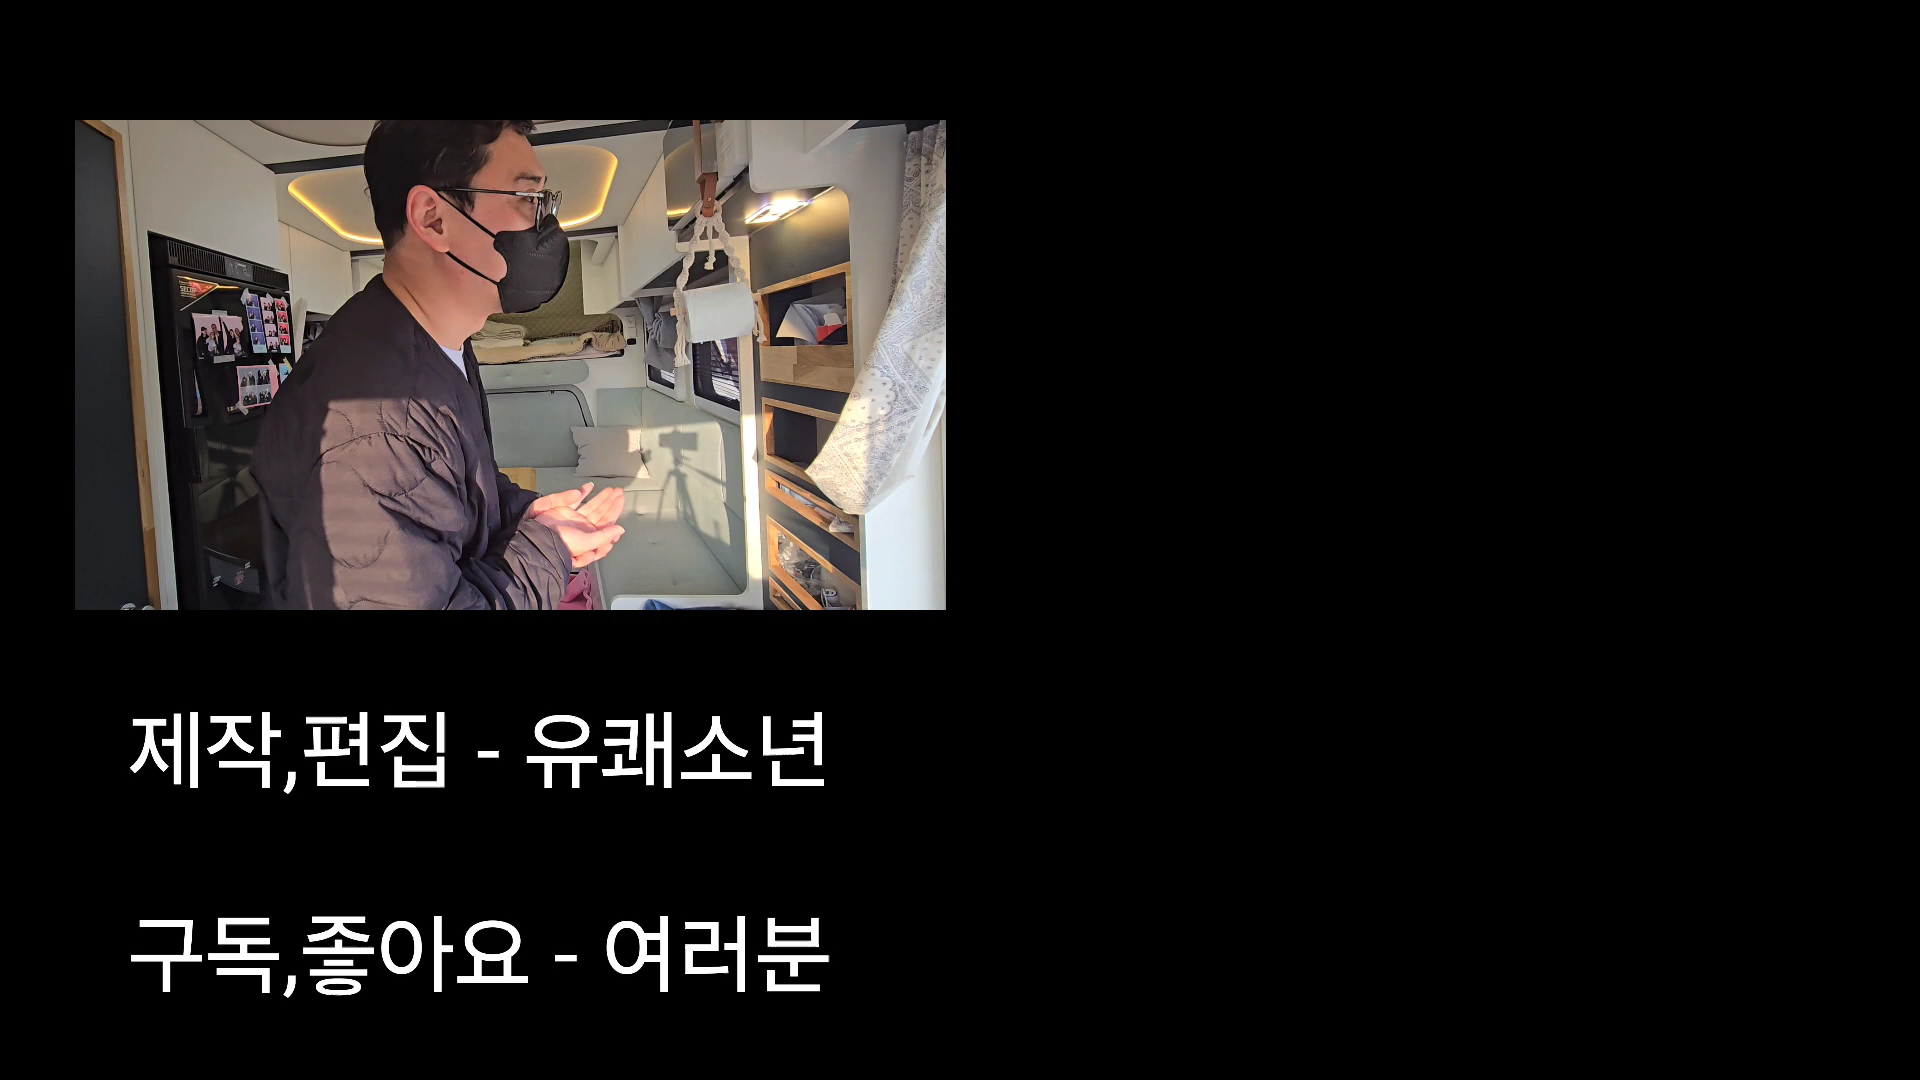 제작,편집 - 유쾌소년
구독,좋아요 - 여러분